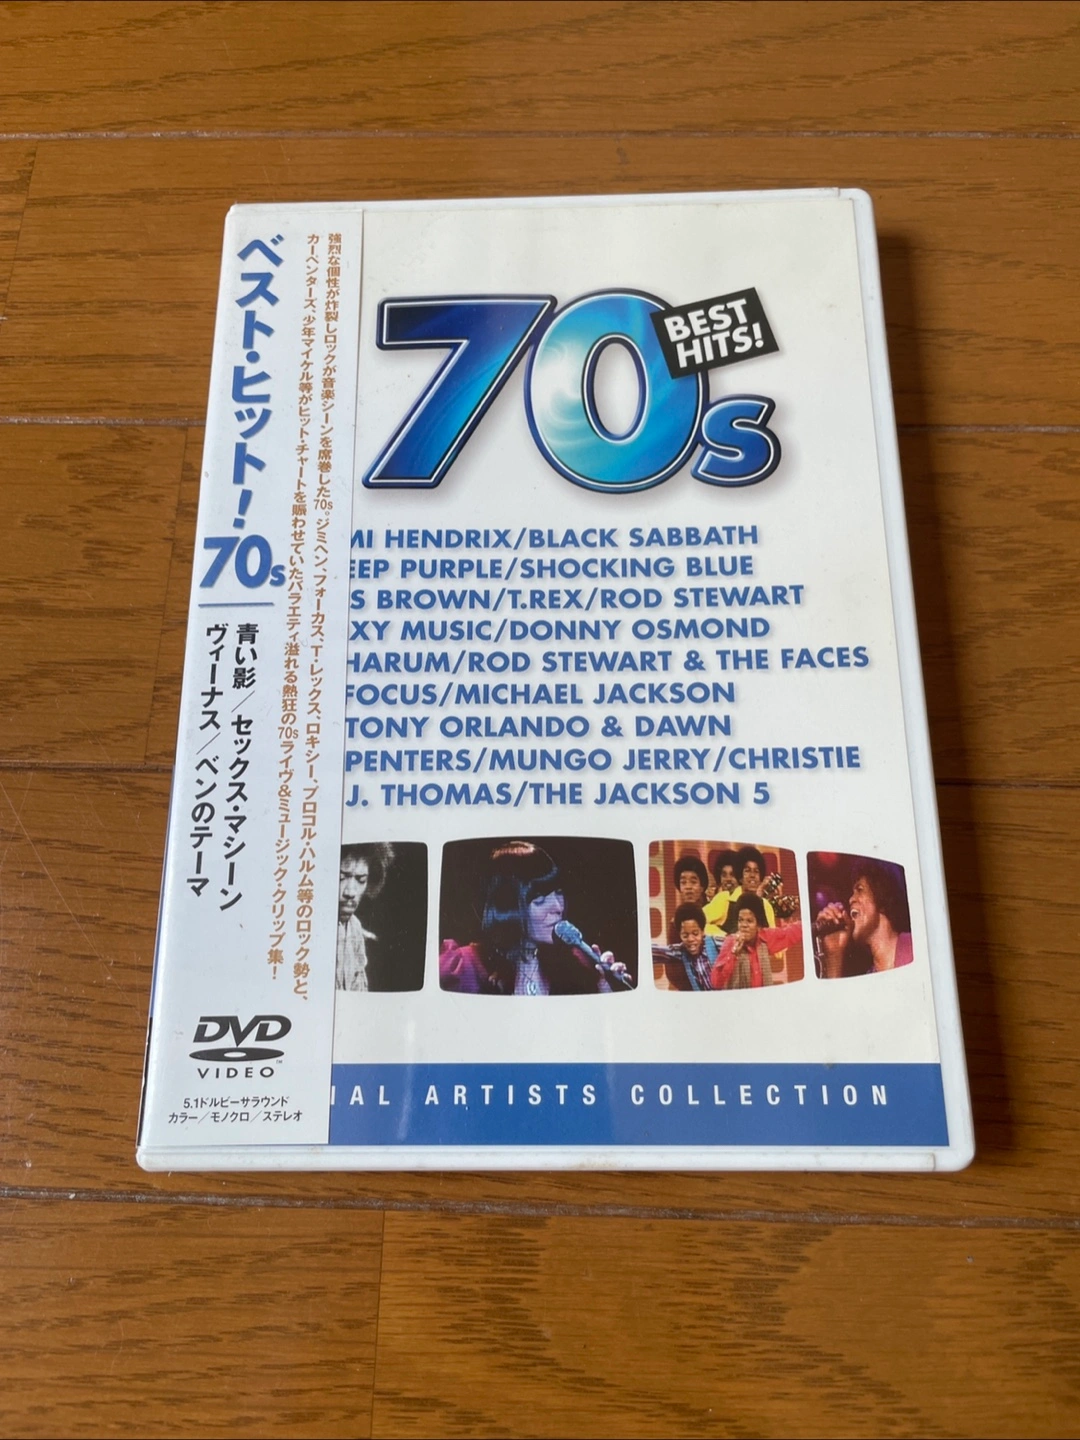 ベスト・ヒット!70s
青い影/セックス・マシーン
ヴィーナス/ベンのテーマ
強烈な個性が炸裂しロックが音楽シーンを席巻した70s。ジミヘン、フォーカス、T・レックス、ロキシー、プロコル・ハルム等のロック勢と、
カーペンターズ、少年マイケル等がヒット・チャートを賑わせていたバラエティ溢れる熱狂の70sライヴ&ミュージック・クリップ集!
DVD
VIDEO
TM
5.1ドルビーサラウンド
カラー/モノクロ/ステレオ
70s
BEST
HITS!
MI HENDRIX/BLACK SABBATH
EEP PURPLE/SHOCKING BLUE
S BROWN/T.REX/ROD STEWART
XY MUSIC/DONNY OSMOND
HARUM/ROD STEWART & THE FACES
FOCUS/MICHAEL JACKSON
TONY ORLANDO & DAWN
PENTERS/MUNGO JERRY/CHRISTIE
J. THOMAS/THE JACKSON 5
IAL ARTISTS COLLECTION